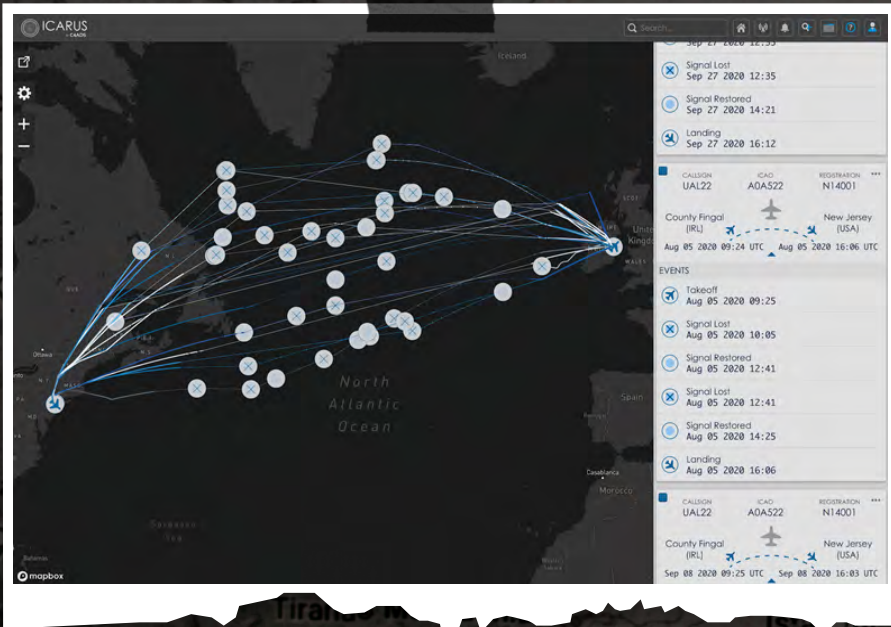 ICARUS
Search...
Iceland
Sep 27 2020 12:35
Signal Lost
Sep 27 2020 12:35
Signal Restored
Sep 27 2020 14:21
Landing
Sep 27 2020 16:12
CALLSIGN ICAO REGISTRATION
UAL22 A0A522 N14001
County Fingal New Jersey
(IRL) (USA)
Aug 05 2020 09:24 UTC Aug 05 2020 16:06 UTC
EVENTS
Takeoff
Aug 05 2020 09:25
Signal Lost
Aug 05 2020 10:05
Signal Restored
Aug 05 2020 12:41
Signal Lost
Aug 05 2020 12:41
Signal Restored
Aug 05 2020 14:25
Landing
Aug 05 2020 16:06
CALLSIGN ICAO REGISTRATION
UAL22 A0A522 N14001
County Fingal New Jersey
(IRL) (USA)
Sep 08 2020 09:25 UTC Sep 08 2020 16:03 UTC
Ottawa
North
Atlantic
Ocean
Spain
Casablanca
Morocco
Sargasso
Sea
Bahamas
mapbox